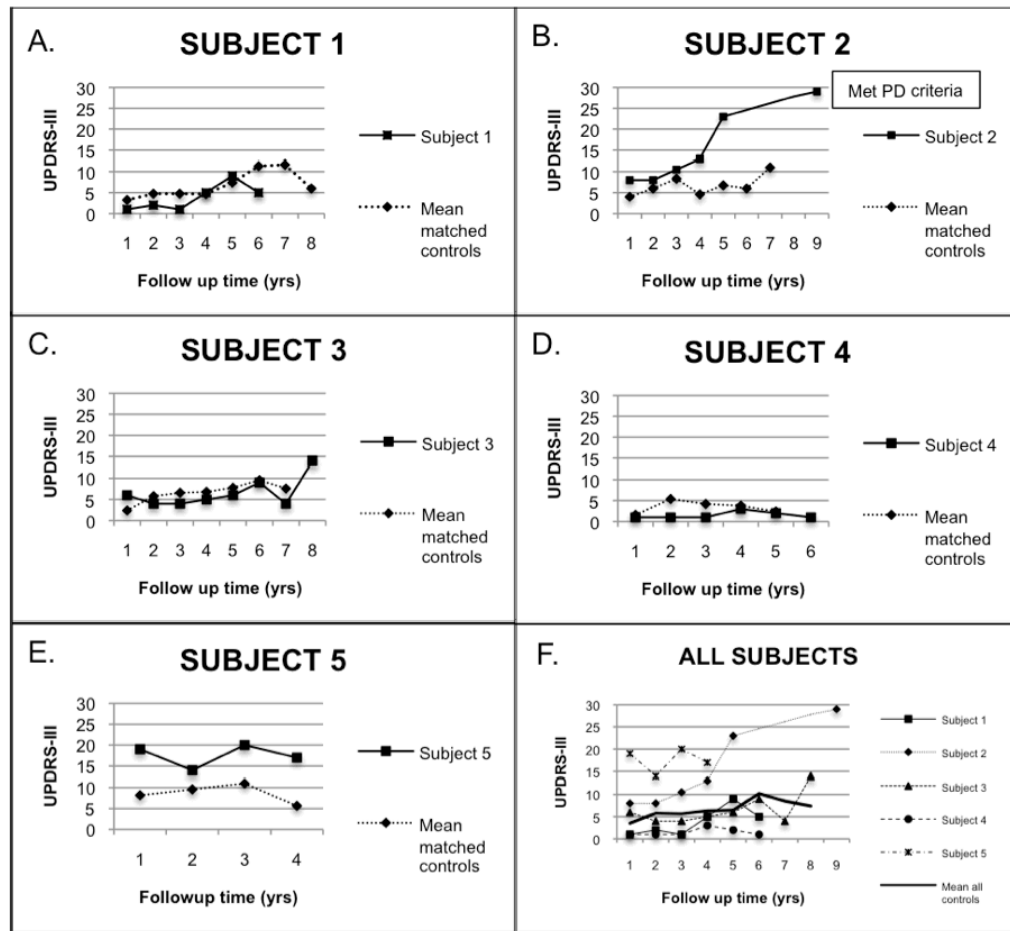 A.
SUBJECT 1
UPDRS-III
30
25
20
15
10
5
0
1 2 3 4 5 6 7 8
Follow up time (yrs)
Subject 1
Mean
matched
controls
B.
SUBJECT 2
Met PD criteria
UPDRS-III
30
25
20
15
10
5
0
1 2 3 4 5 6 7 8 9
Follow up time (yrs)
Subject 2
Mean
matched
controls
C.
SUBJECT 3
UPDRS-III
30
25
20
15
10
5
0
1 2 3 4 5 6 7 8
Follow up time (yrs)
Subject 3
Mean
matched
controls
D.
SUBJECT 4
UPDRS-III
30
25
20
15
10
5
0
1 2 3 4 5 6
Follow up time (yrs)
Subject 4
Mean
matched
controls
E.
SUBJECT 5
UPDRS-III
30
25
20
15
10
5
0
1 2 3 4
Followup time (yrs)
Subject 5
Mean
matched
controls
F.
ALL SUBJECTS
UPDRS-III
30
25
20
15
10
5
0
1 2 3 4 5 6 7 8 9
Follow up time (yrs)
Subject 1
Subject 2
Subject 3
Subject 4
Subject 5
Mean all
controls